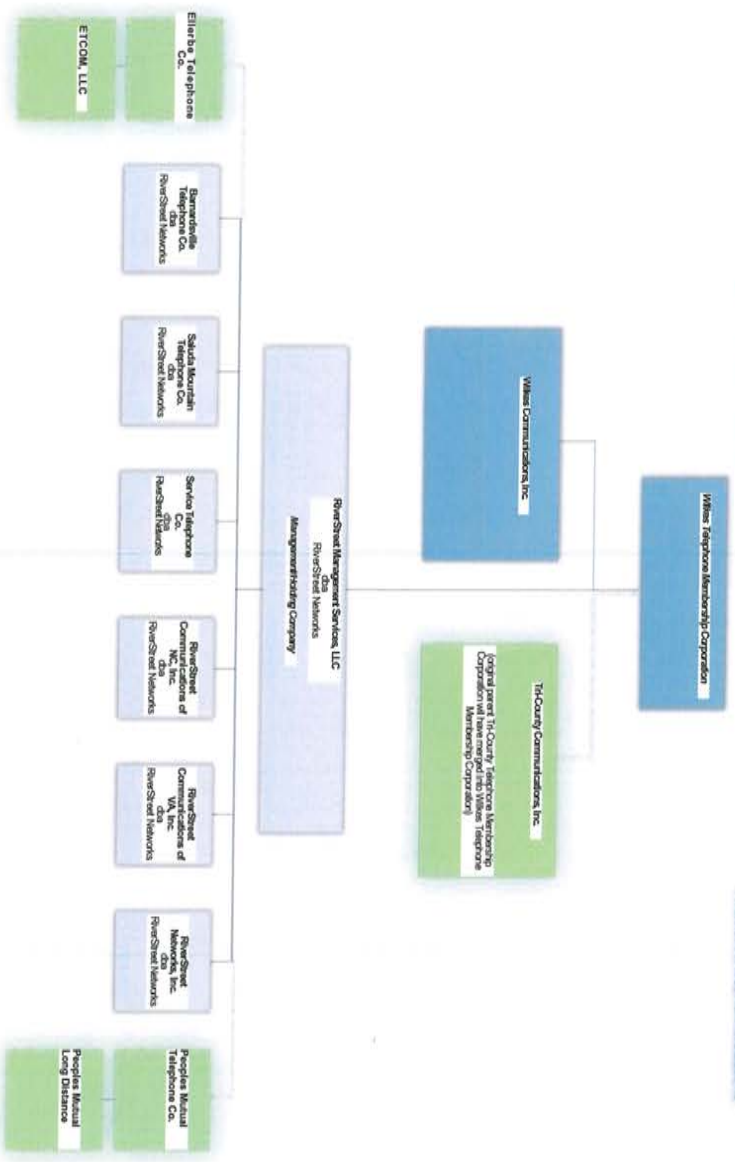 Wilkes Telephone Membership Corporation
Wilkes Communications, Inc.
Tri-County Communications, Inc.
(original parent Tri-County Telephone Membership
Corporation will have merged into Wilkes Telephone
Membership Corporation)
RiverStreet Management Services, LLC
dba
RiverStreet Networks
Management/Holding Company
Ellerbe Telephone
Co.
ETCOM, LLC
Barnardsville
Telephone Co.
dba
RiverStreet Networks
Saluda Mountain
Telephone Co.
dba
RiverStreet Networks
Service Telephone
Co.
dba
RiverStreet Networks
RiverStreet
Communications of
NC, Inc.
dba
RiverStreet Networks
RiverStreet
Communications of
VA, Inc.
dba
RiverStreet Networks
RiverStreet
Networks, Inc.
dba
RiverStreet Networks
Peoples Mutual
Telephone Co.
Peoples Mutual
Long Distance